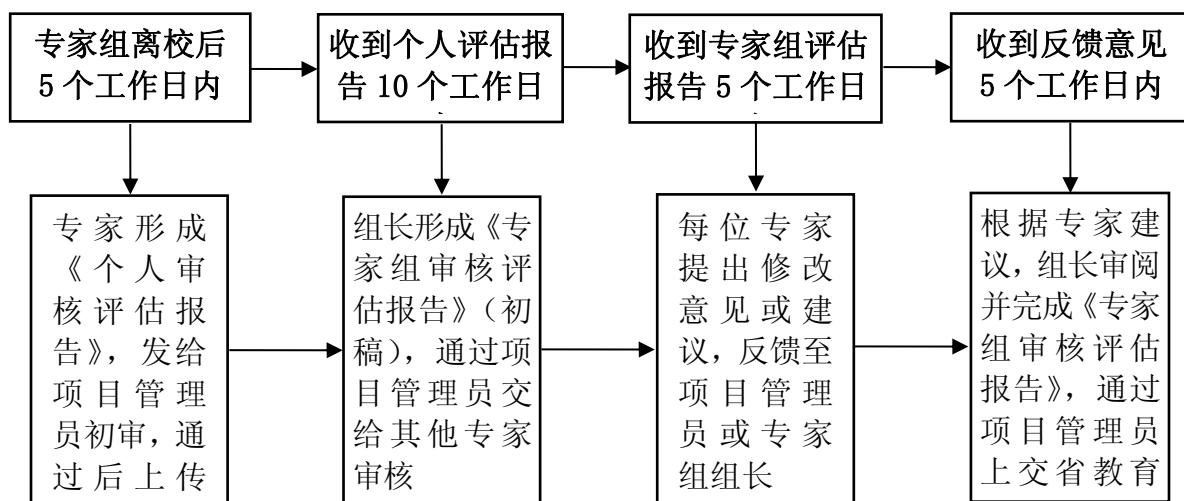 专家组离校后
5 个工作日内
收到个人评估报
告 10 个工作日
收到专家组评估
报告 5 个工作日
收到反馈意见
5 个工作日内
专家形成
《个人审
核评估报
告》，发给
项目管理
员初审，通
过后上传
组长形成《专
家组审核评
估报告》（初
稿），通过项
目管理员交
给其他专家
审核
每位专家
提出修改
意见或建
议，反馈至
项目管理
员或专家
组组长
根据专家建
议，组长审阅
并完成《专家
组审核评估
报告》，通过
项目管理员
上交省教育